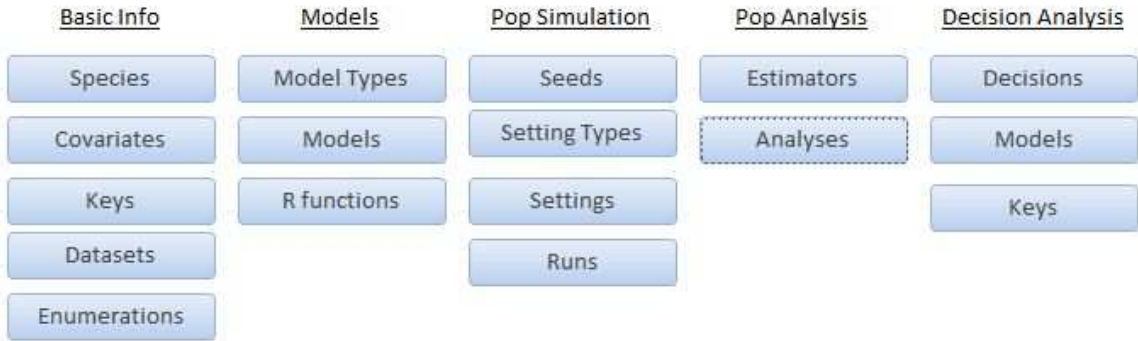 Basic Info
Species
Covariates
Keys
Datasets
Enumerations
Models
Model Types
Models
R functions
Pop Simulation
Seeds
Setting Types
Settings
Runs
Pop Analysis
Estimators
Analyses
Decision Analysis
Decisions
Models
Keys